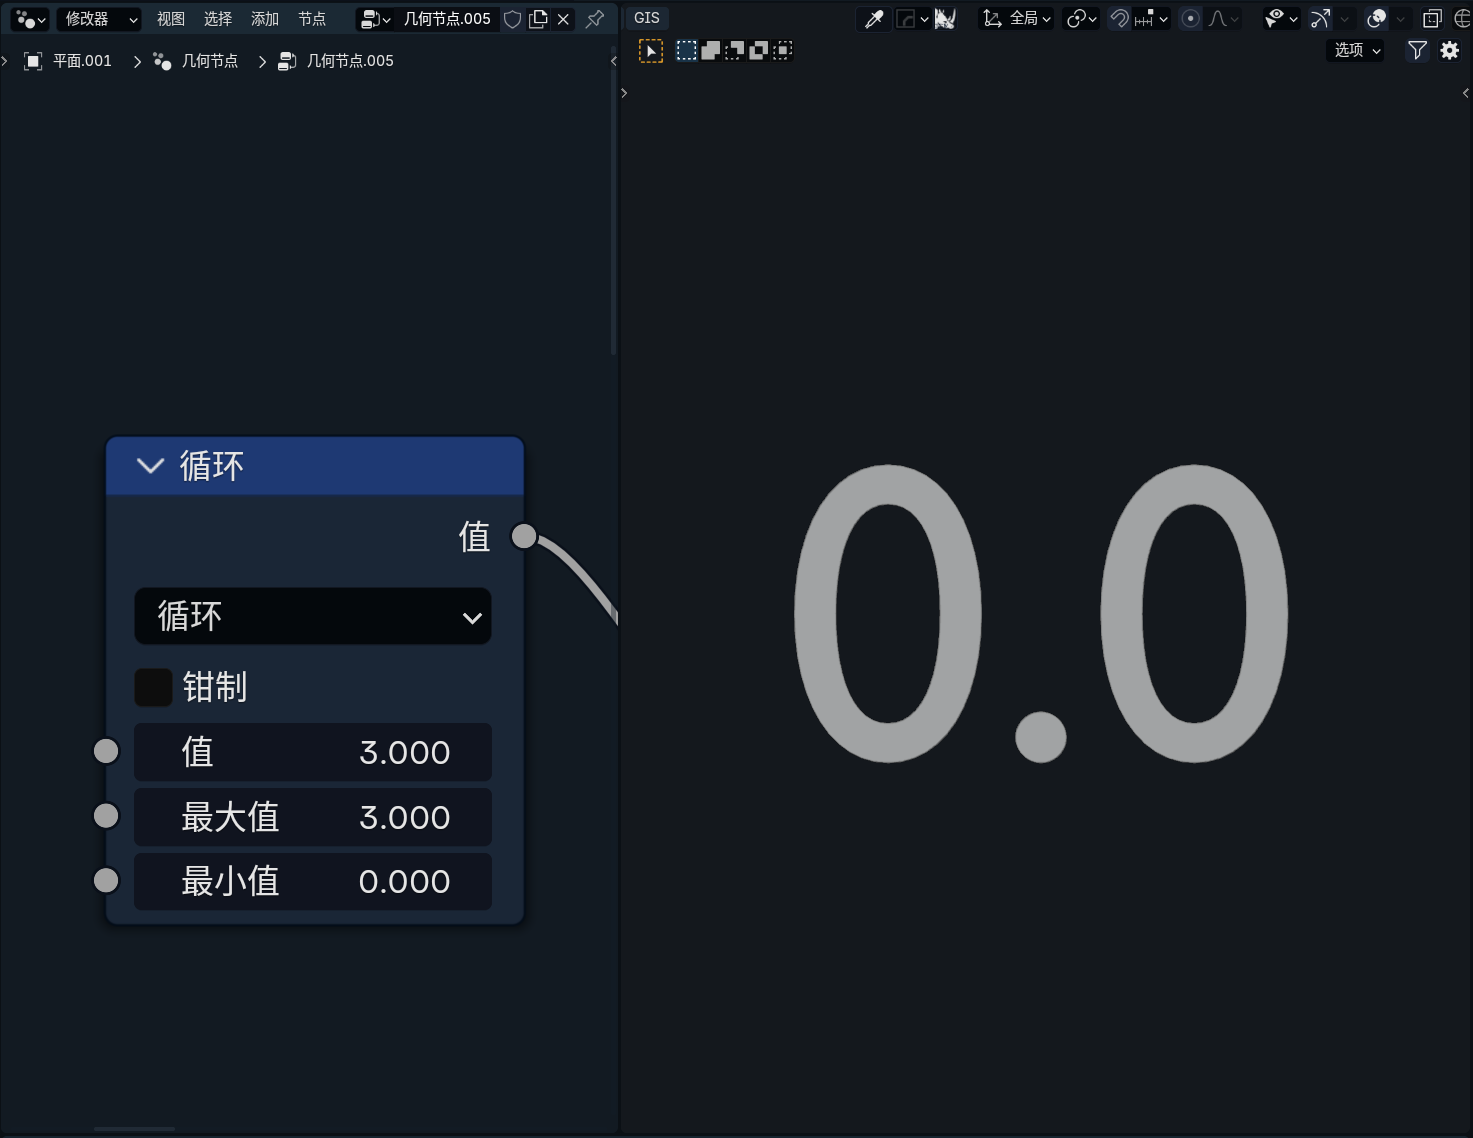 修改器 视图 选择 添加 节点 几何节点.005
平面.001 几何节点 几何节点.005
循环
值
循环
钳制
值 3.000
最大值 3.000
最小值 0.000
GIS 全局
选项
0.0